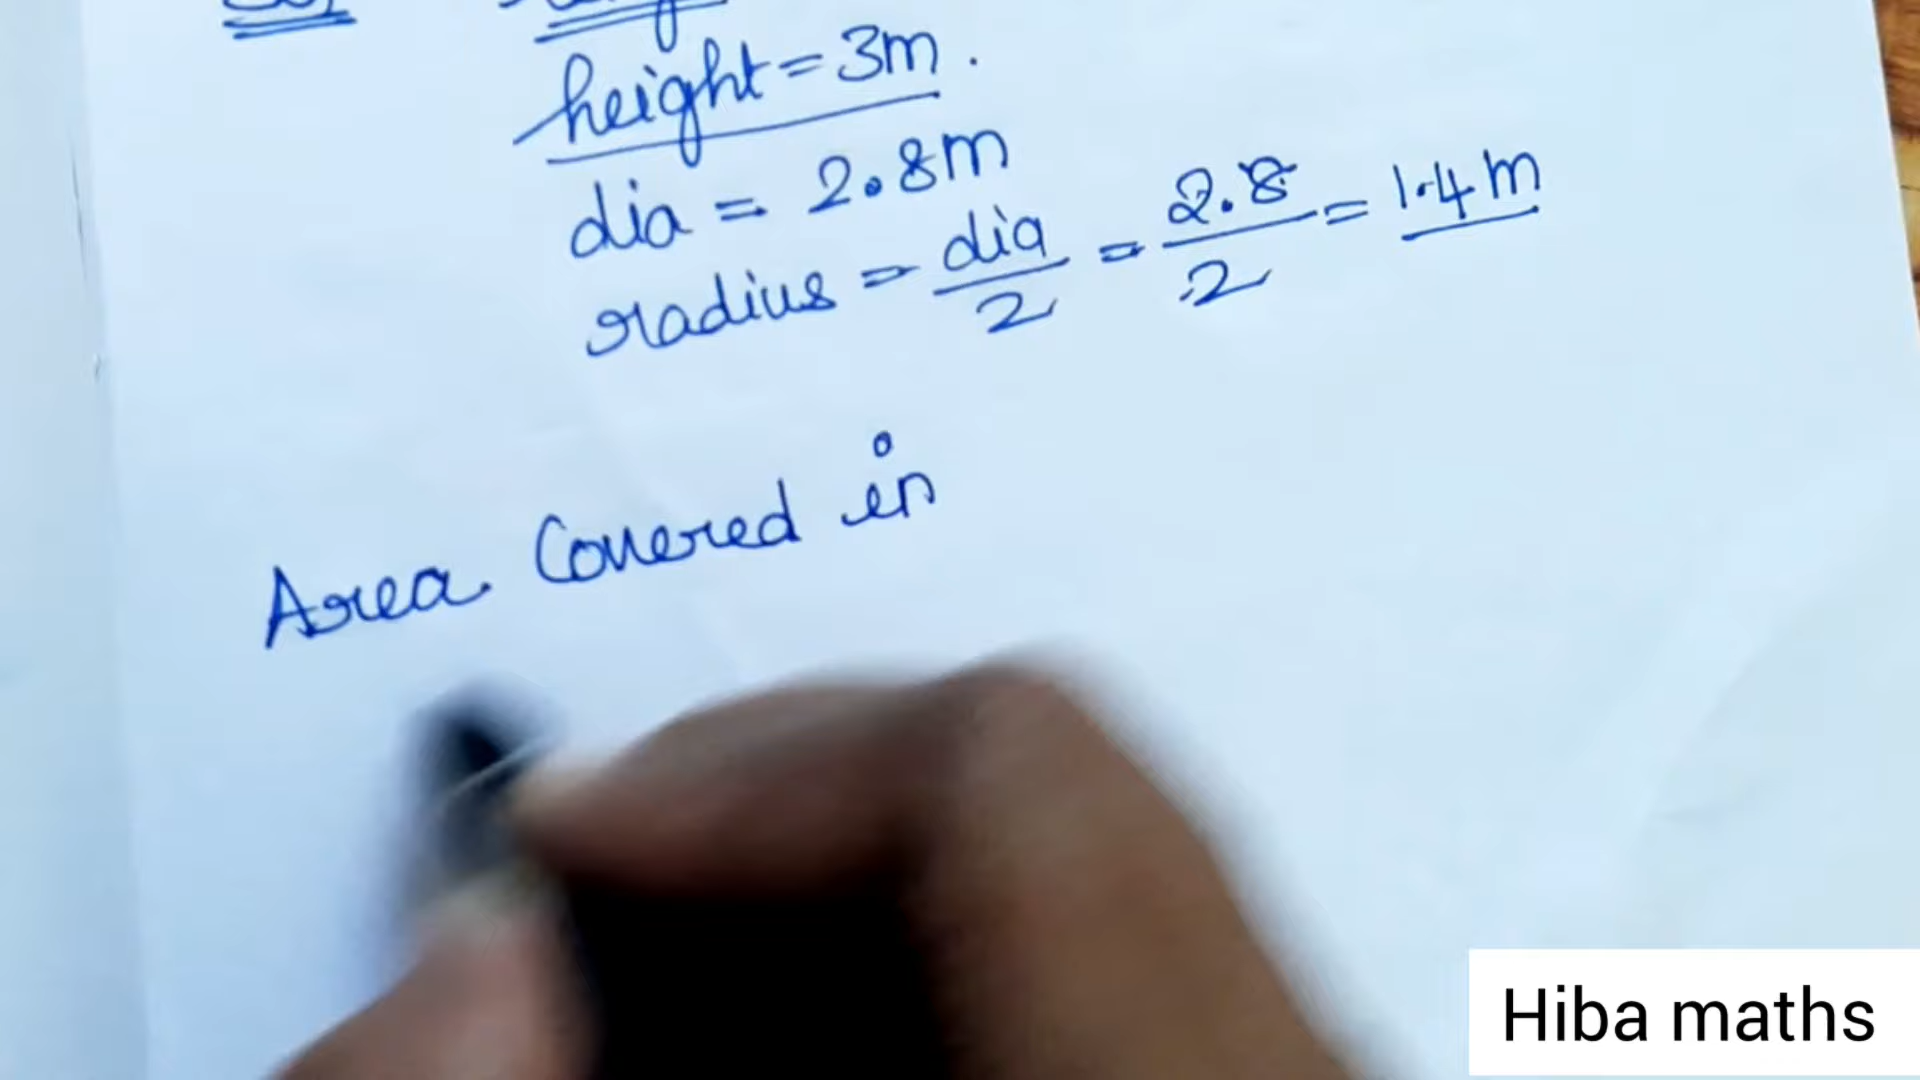 height = 3m.
dia = 2.8m
radius = dia/2 = 2.8/2 = 1.4m
Area Covered in
Hiba maths